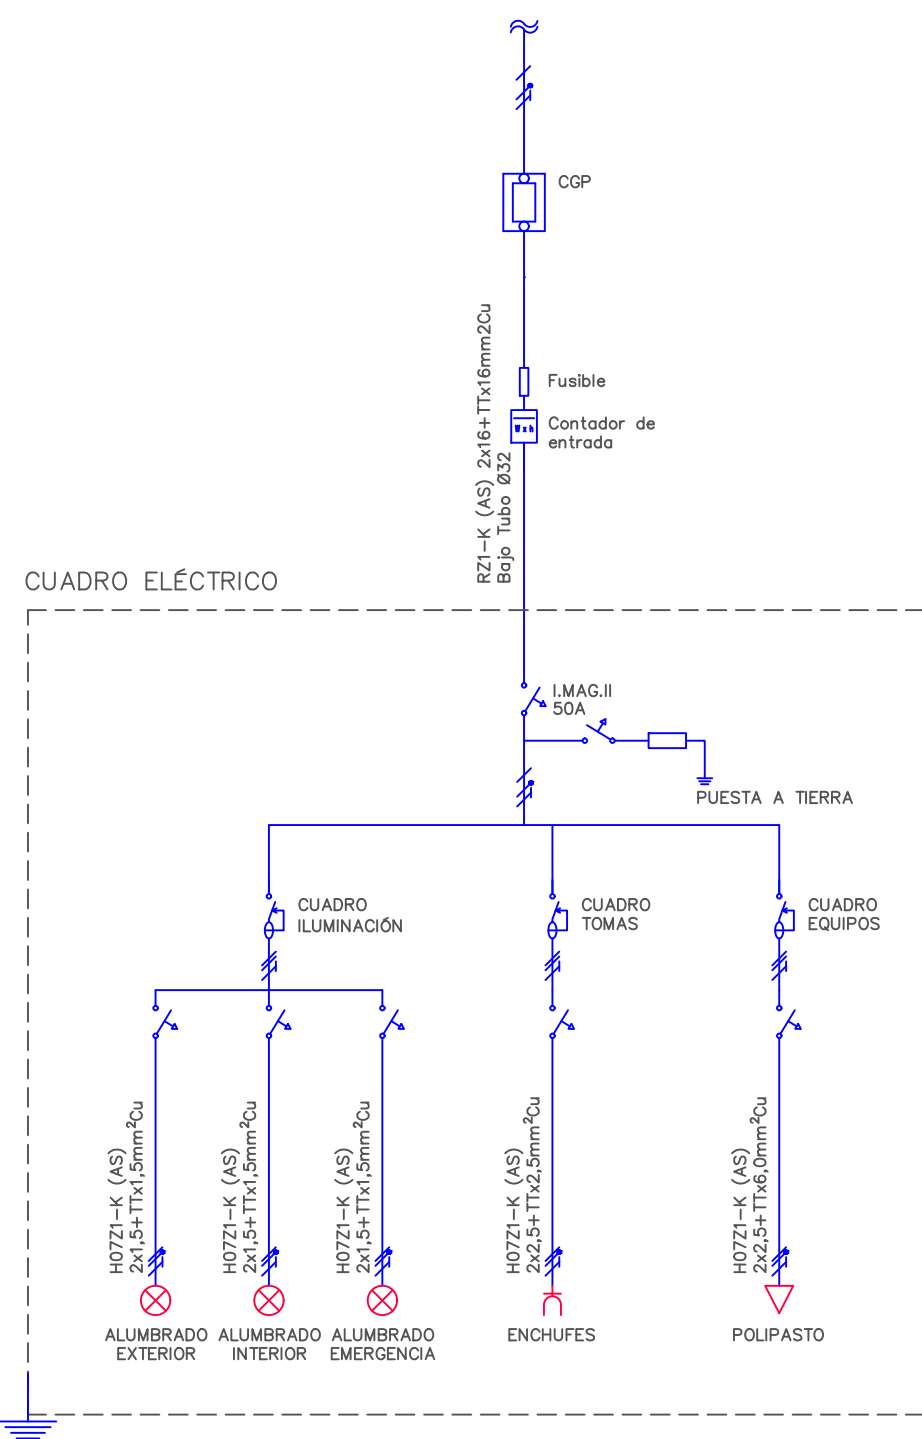 CGP
RZ1-K (AS) 2x16+TTx16mm2Cu
Bajo Tubo Ø32
Fusible
W x h
Contador de
entrada
CUADRO ELÉCTRICO
I.MAG.II
50A
PUESTA A TIERRA
CUADRO
ILUMINACIÓN
CUADRO
TOMAS
CUADRO
EQUIPOS
H07Z1-K (AS)
2x1,5+TTx1,5mm²Cu
H07Z1-K (AS)
2x1,5+TTx1,5mm²Cu
H07Z1-K (AS)
2x1,5+TTx1,5mm²Cu
H07Z1-K (AS)
2x2,5+TTx2,5mm²Cu
H07Z1-K (AS)
2x2,5+TTx6,0mm²Cu
ALUMBRADO
EXTERIOR
ALUMBRADO
INTERIOR
ALUMBRADO
EMERGENCIA
ENCHUFES
POLIPASTO